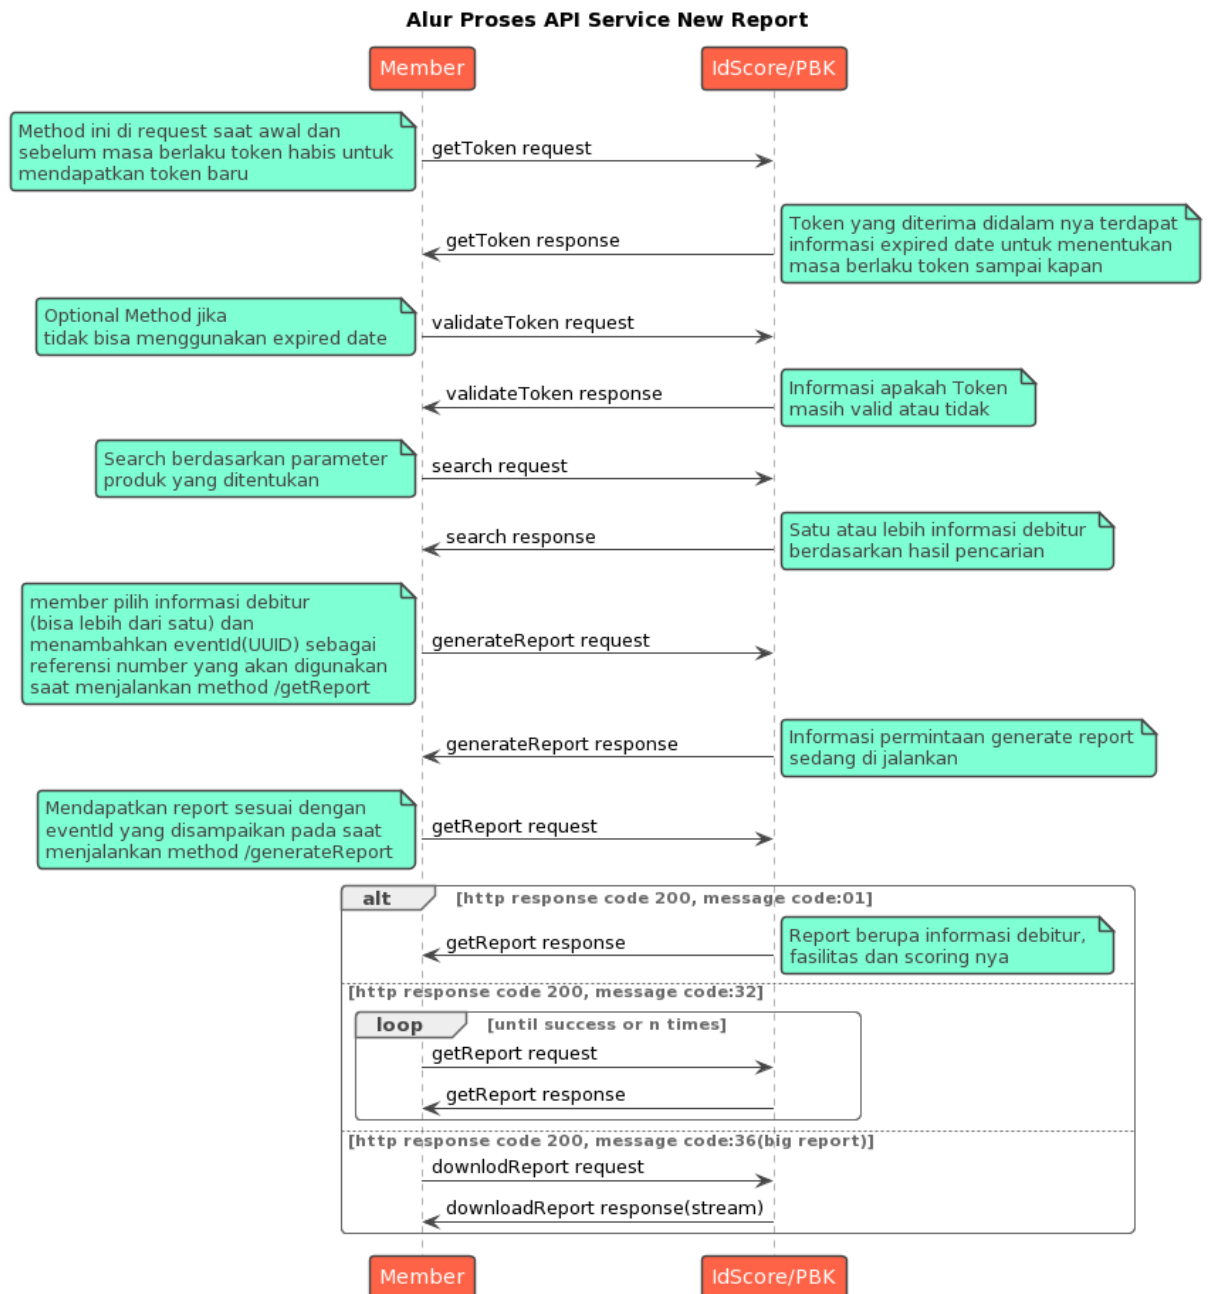 Alur Proses API Service New Report
Member
IdScore/PBK
Method ini di request saat awal dan
sebelum masa berlaku token habis untuk
mendapatkan token baru
getToken request
getToken response
Token yang diterima didalam nya terdapat
informasi expired date untuk menentukan
masa berlaku token sampai kapan
Optional Method jika
tidak bisa menggunakan expired date
validateToken request
validateToken response
Informasi apakah Token
masih valid atau tidak
Search berdasarkan parameter
produk yang ditentukan
search request
search response
Satu atau lebih informasi debitur
berdasarkan hasil pencarian
member pilih informasi debitur
(bisa lebih dari satu) dan
menambahkan eventId(UUID) sebagai
referensi number yang akan digunakan
saat menjalankan method /getReport
generateReport request
generateReport response
Informasi permintaan generate report
sedang di jalankan
Mendapatkan report sesuai dengan
eventId yang disampaikan pada saat
menjalankan method /generateReport
getReport request
alt
[http response code 200, message code:01]
getReport response
Report berupa informasi debitur,
fasilitas dan scoring nya
[http response code 200, message code:32]
loop
[until success or n times]
getReport request
getReport response
[http response code 200, message code:36(big report)]
downlodReport request
downloadReport response(stream)
Member
IdScore/PBK